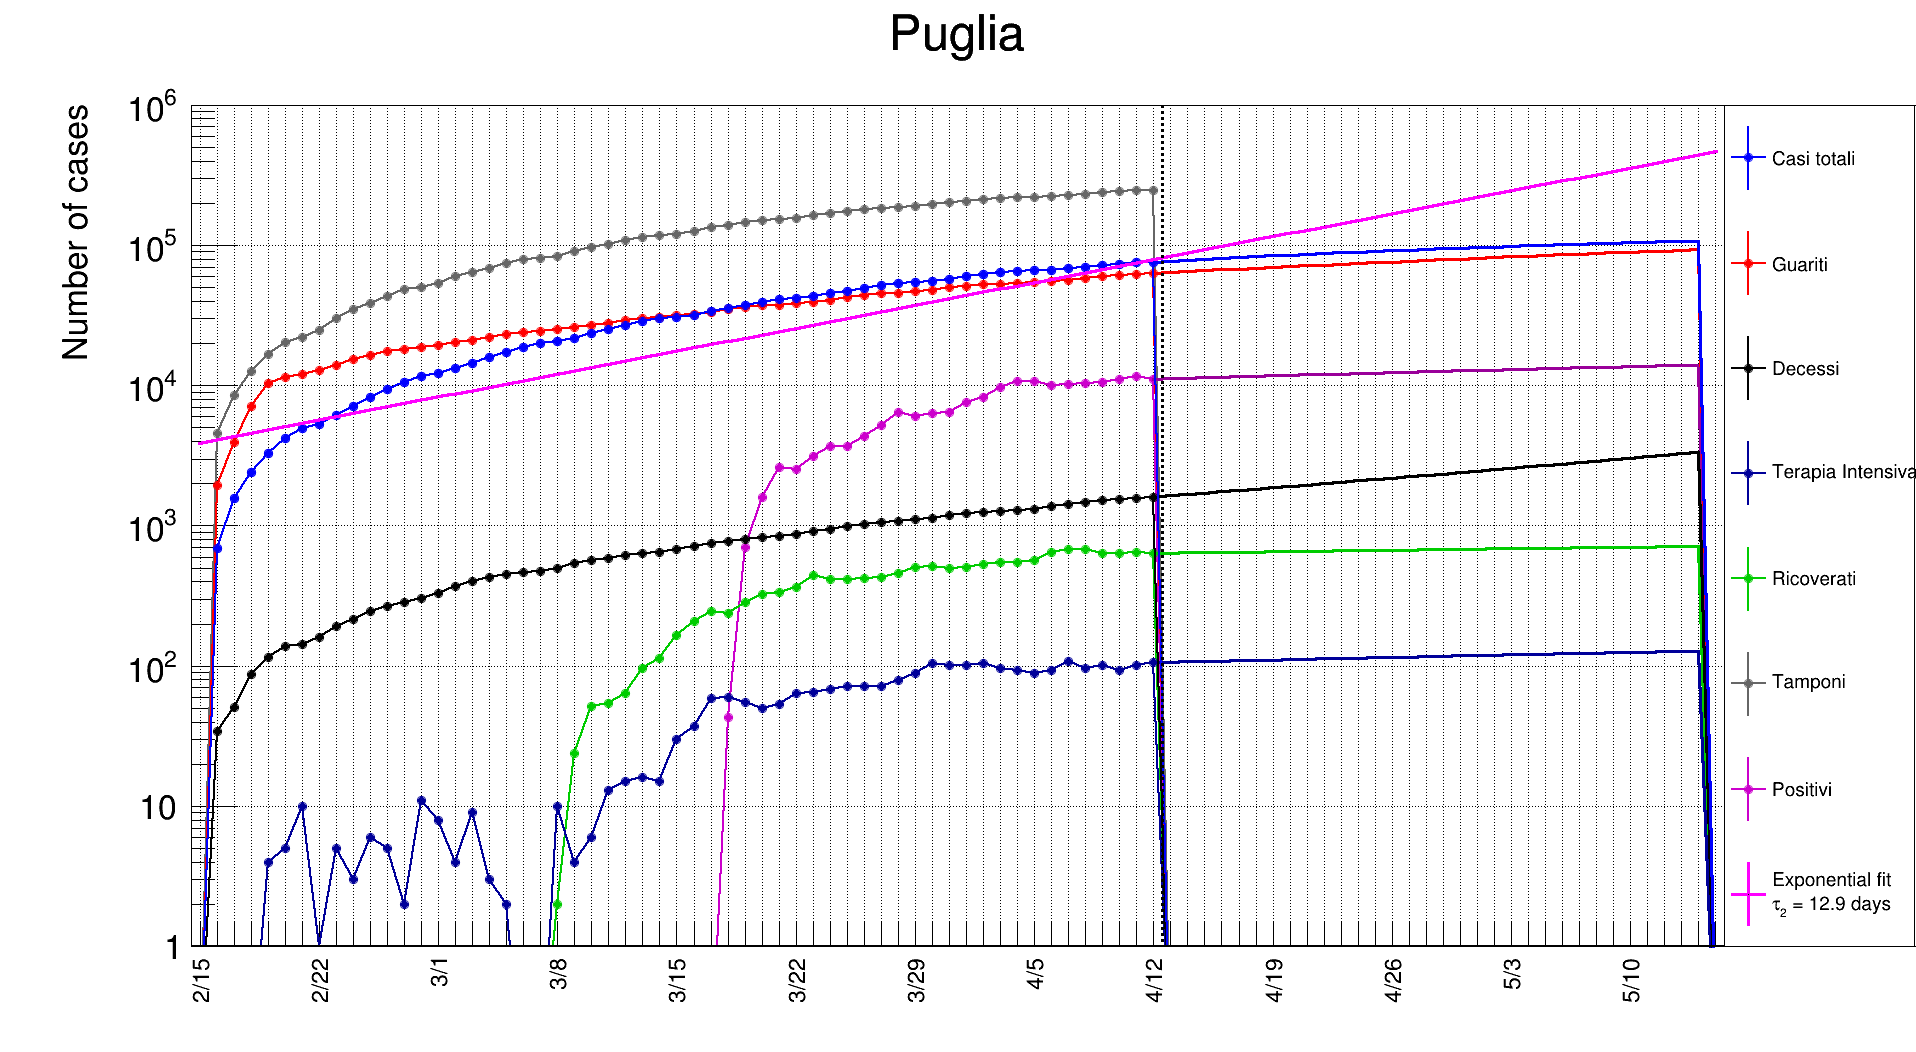 Puglia
Number of cases
10^6
10^5
10^4
10^3
10^2
10
1
2/15 2/22 3/1 3/8 3/15 3/22 3/29 4/5 4/12 4/19 4/26 5/3 5/10
Casi totali
Guariti
Decessi
Terapia Intensiva
Ricoverati
Tamponi
Positivi
Exponential fit
τ₂ = 12.9 days